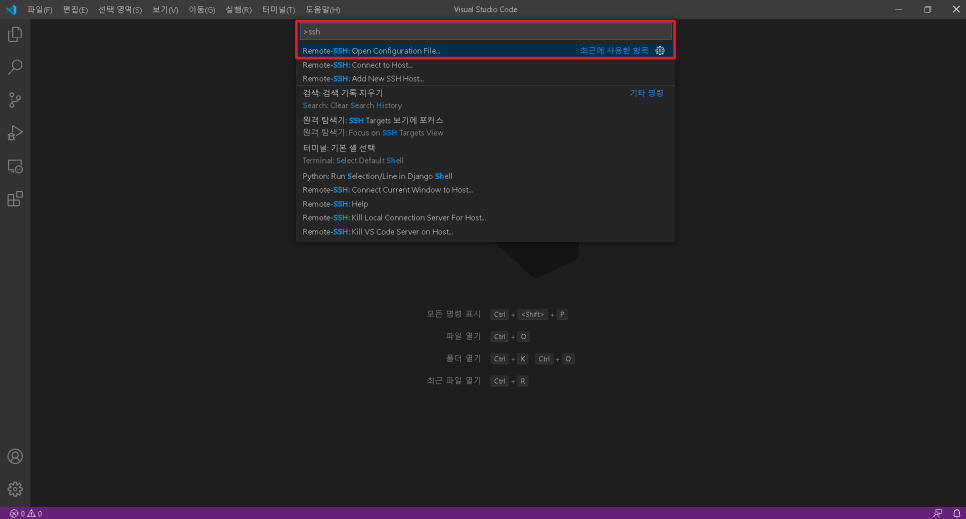 파일(F) 편집(E) 선택 영역(S) 보기(V) 이동(G) 실행(R) 터미널(T) 도움말(H) Visual Studio Code
>ssh
Remote-SSH: Open Configuration File... 최근에 사용한 항목
Remote-SSH: Connect to Host...
Remote-SSH: Add New SSH Host...
검색: 검색 기록 지우기 기타 명령
Search: Clear Search History
원격 탐색기: SSH Targets 보기에 포커스
원격 탐색기: Focus on SSH Targets View
터미널: 기본 셸 선택
Terminal: Select Default Shell
Python: Run Selection/Line in Django Shell
Remote-SSH: Connect Current Window to Host...
Remote-SSH: Help
Remote-SSH: Kill Local Connection Server For Host...
Remote-SSH: Kill VS Code Server on Host...
모든 명령 표시 Ctrl + <Shift> + P
파일 열기 Ctrl + O
폴더 열기 Ctrl + K Ctrl + O
최근 파일 열기 Ctrl + R
0 0